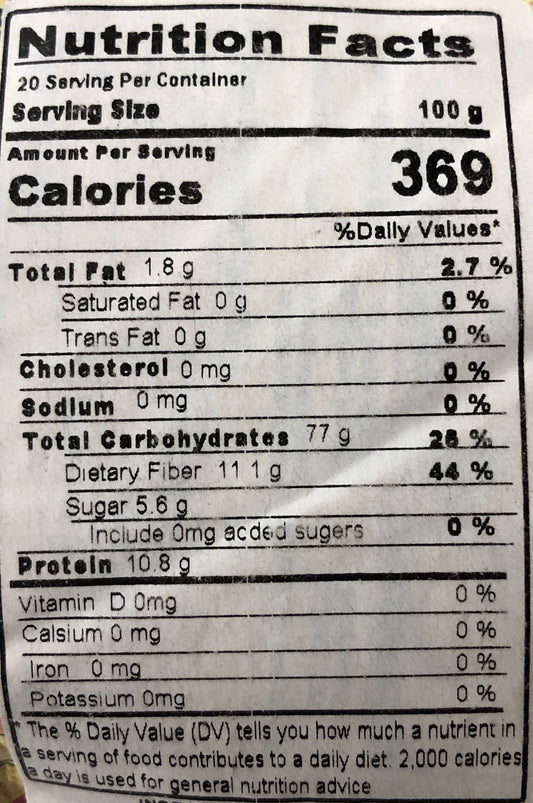 Nutrition Facts
20 Serving Per Container
Serving Size 100 g
Amount Per Serving
Calories 369
%Daily Values*
Total Fat 1.8 g 2.7 %
Saturated Fat 0 g 0 %
Trans Fat 0 g 0 %
Cholesterol 0 mg 0 %
Sodium 0 mg 0 %
Total Carbohydrates 77 g 28 %
Dietary Fiber 11 1 g 44 %
Sugar 5.6 g
Include 0mg acded sugers 0 %
Protein 10.8 g
Vitamin D 0mg 0 %
Calsium 0 mg 0 %
Iron 0 mg 0 %
Potassium 0mg 0 %
* The % Daily Value (DV) tells you how much a nutrient in
a serving of food contributes to a daily diet. 2,000 calories
a day is used for general nutrition advice